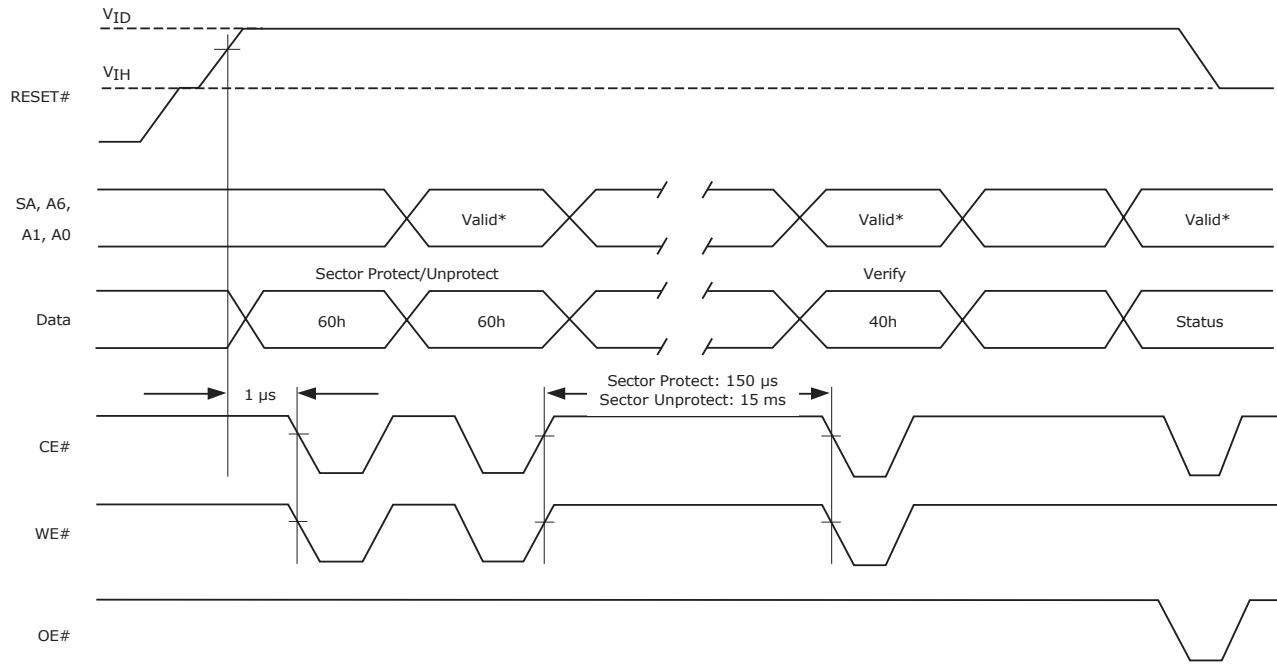 VID
VIH
RESET#
SA, A6,
A1, A0
Valid*
Valid*
Valid*
Sector Protect/Unprotect
Verify
Data
60h
60h
40h
Status
1 µs
Sector Protect: 150 µs
Sector Unprotect: 15 ms
CE#
WE#
OE#